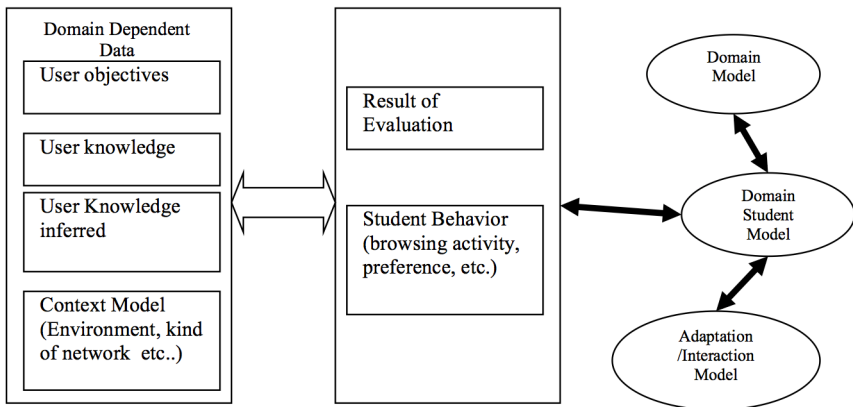 Domain Dependent
Data
User objectives
User knowledge
User Knowledge
inferred
Context Model
(Environment, kind
of network  etc..)
Result of
Evaluation
Student Behavior
(browsing activity,
preference, etc.)
Domain
Model
Domain
Student
Model
Adaptation
/Interaction
Model